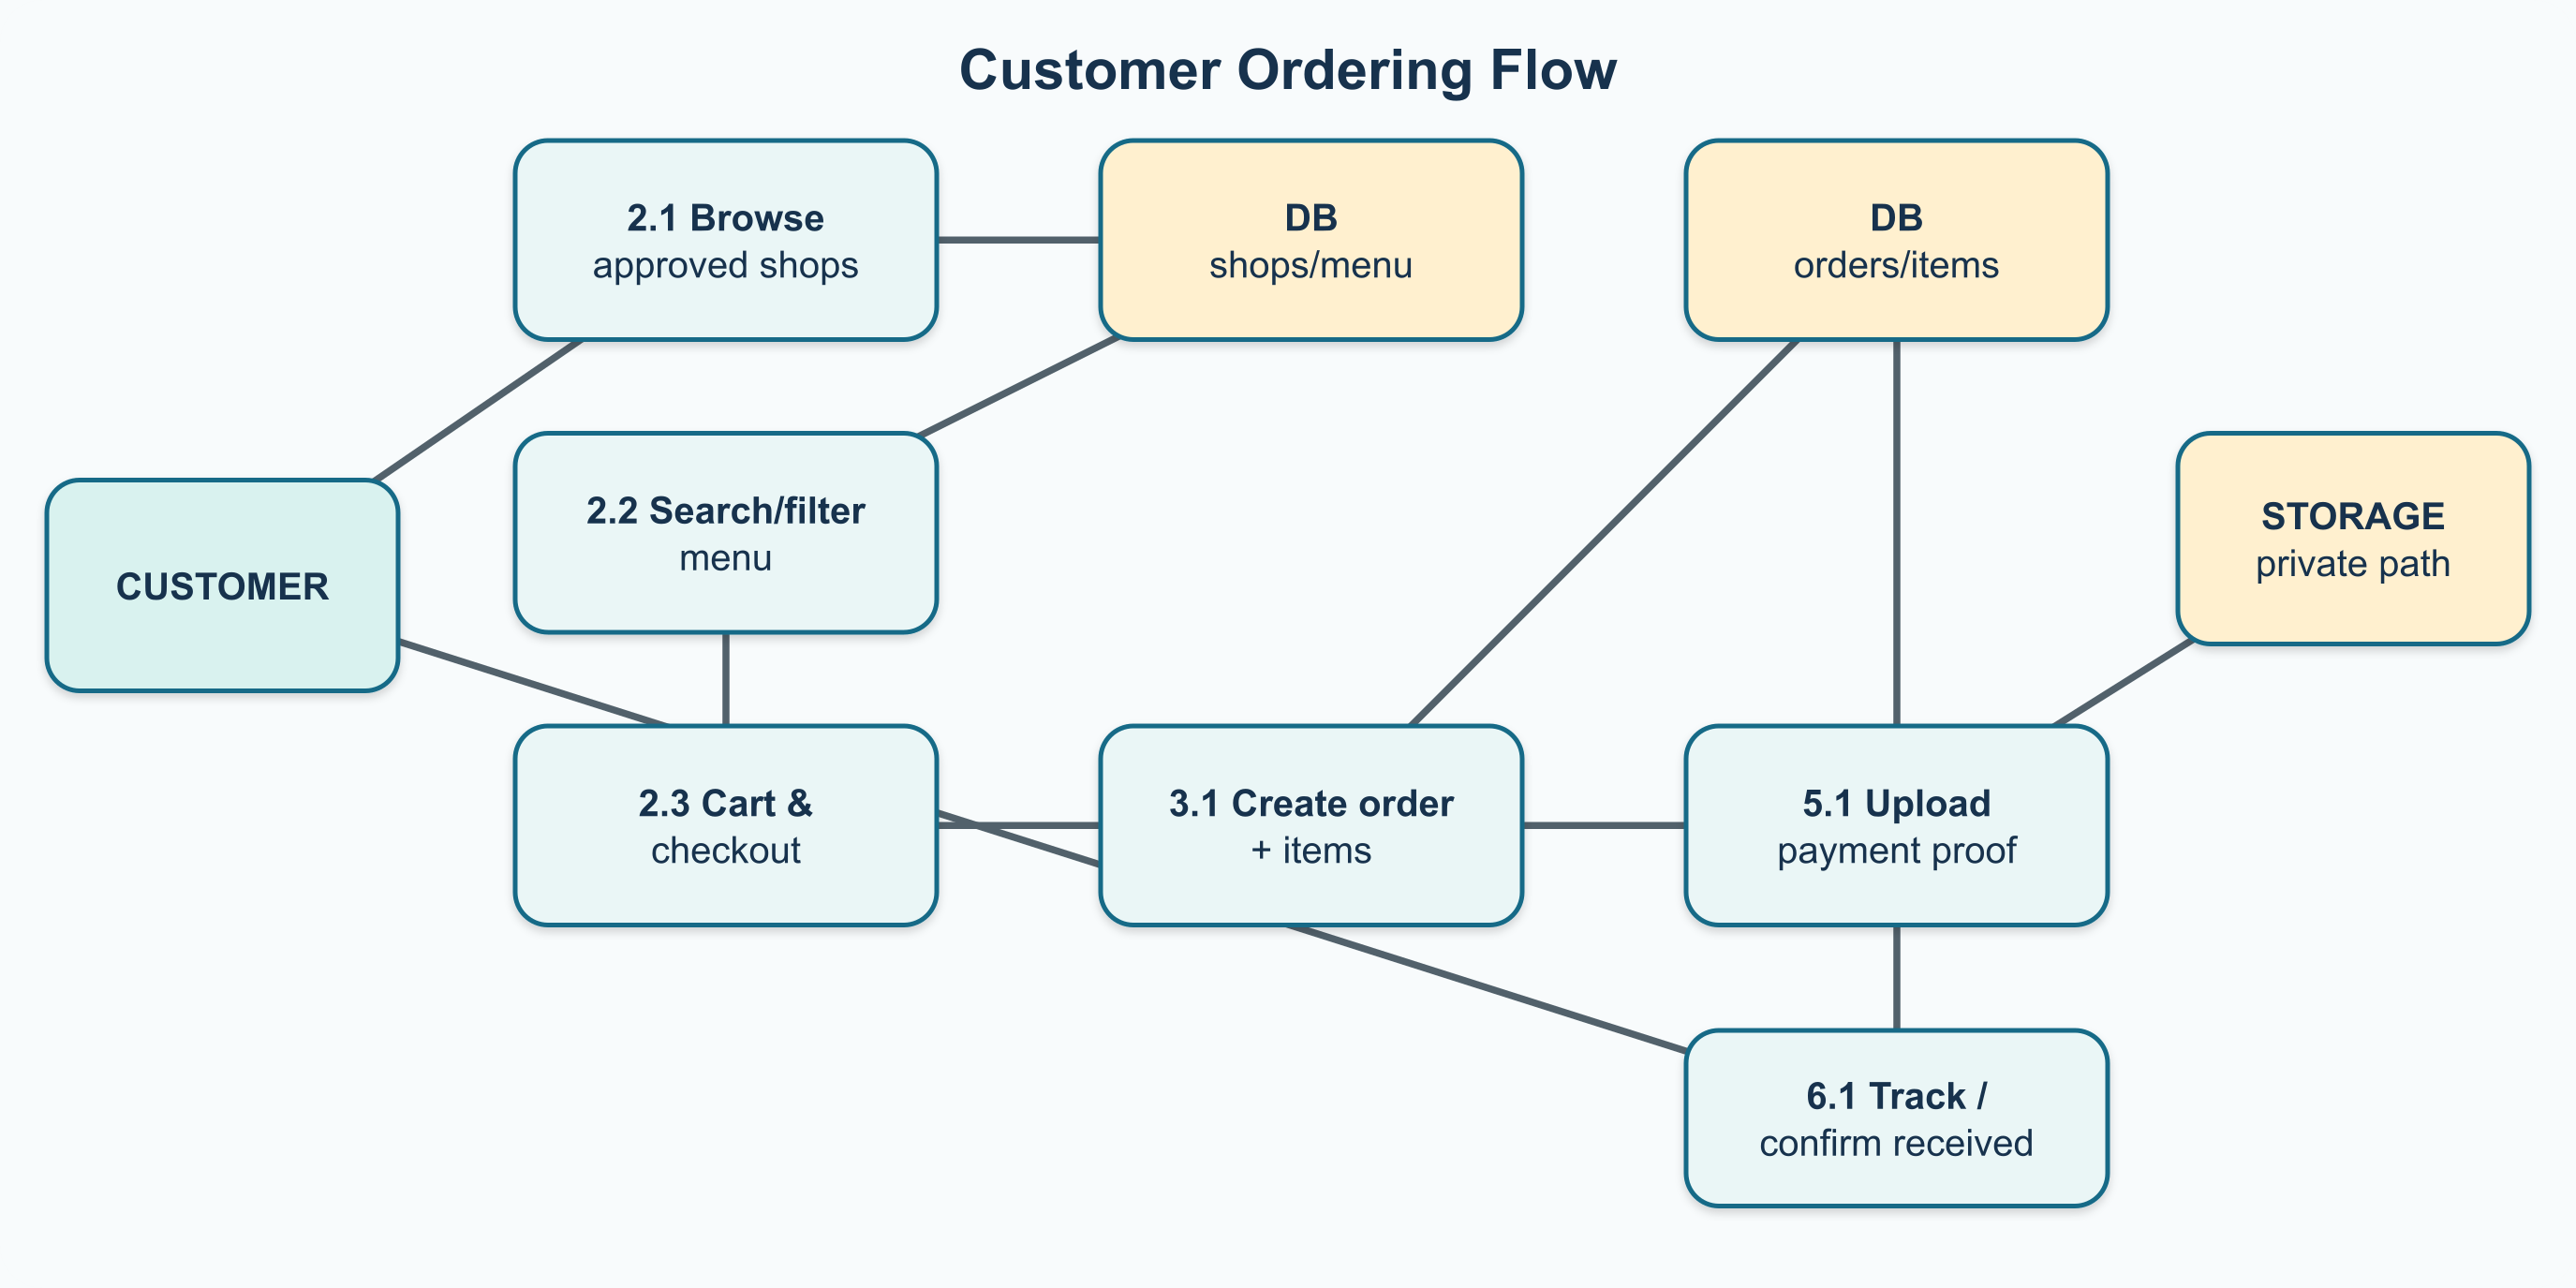 Customer Ordering Flow
2.1 Browse
approved shops
DB
shops/menu
DB
orders/items
2.2 Search/filter
menu
STORAGE
private path
CUSTOMER
2.3 Cart &
checkout
3.1 Create order
+ items
5.1 Upload
payment proof
6.1 Track /
confirm received